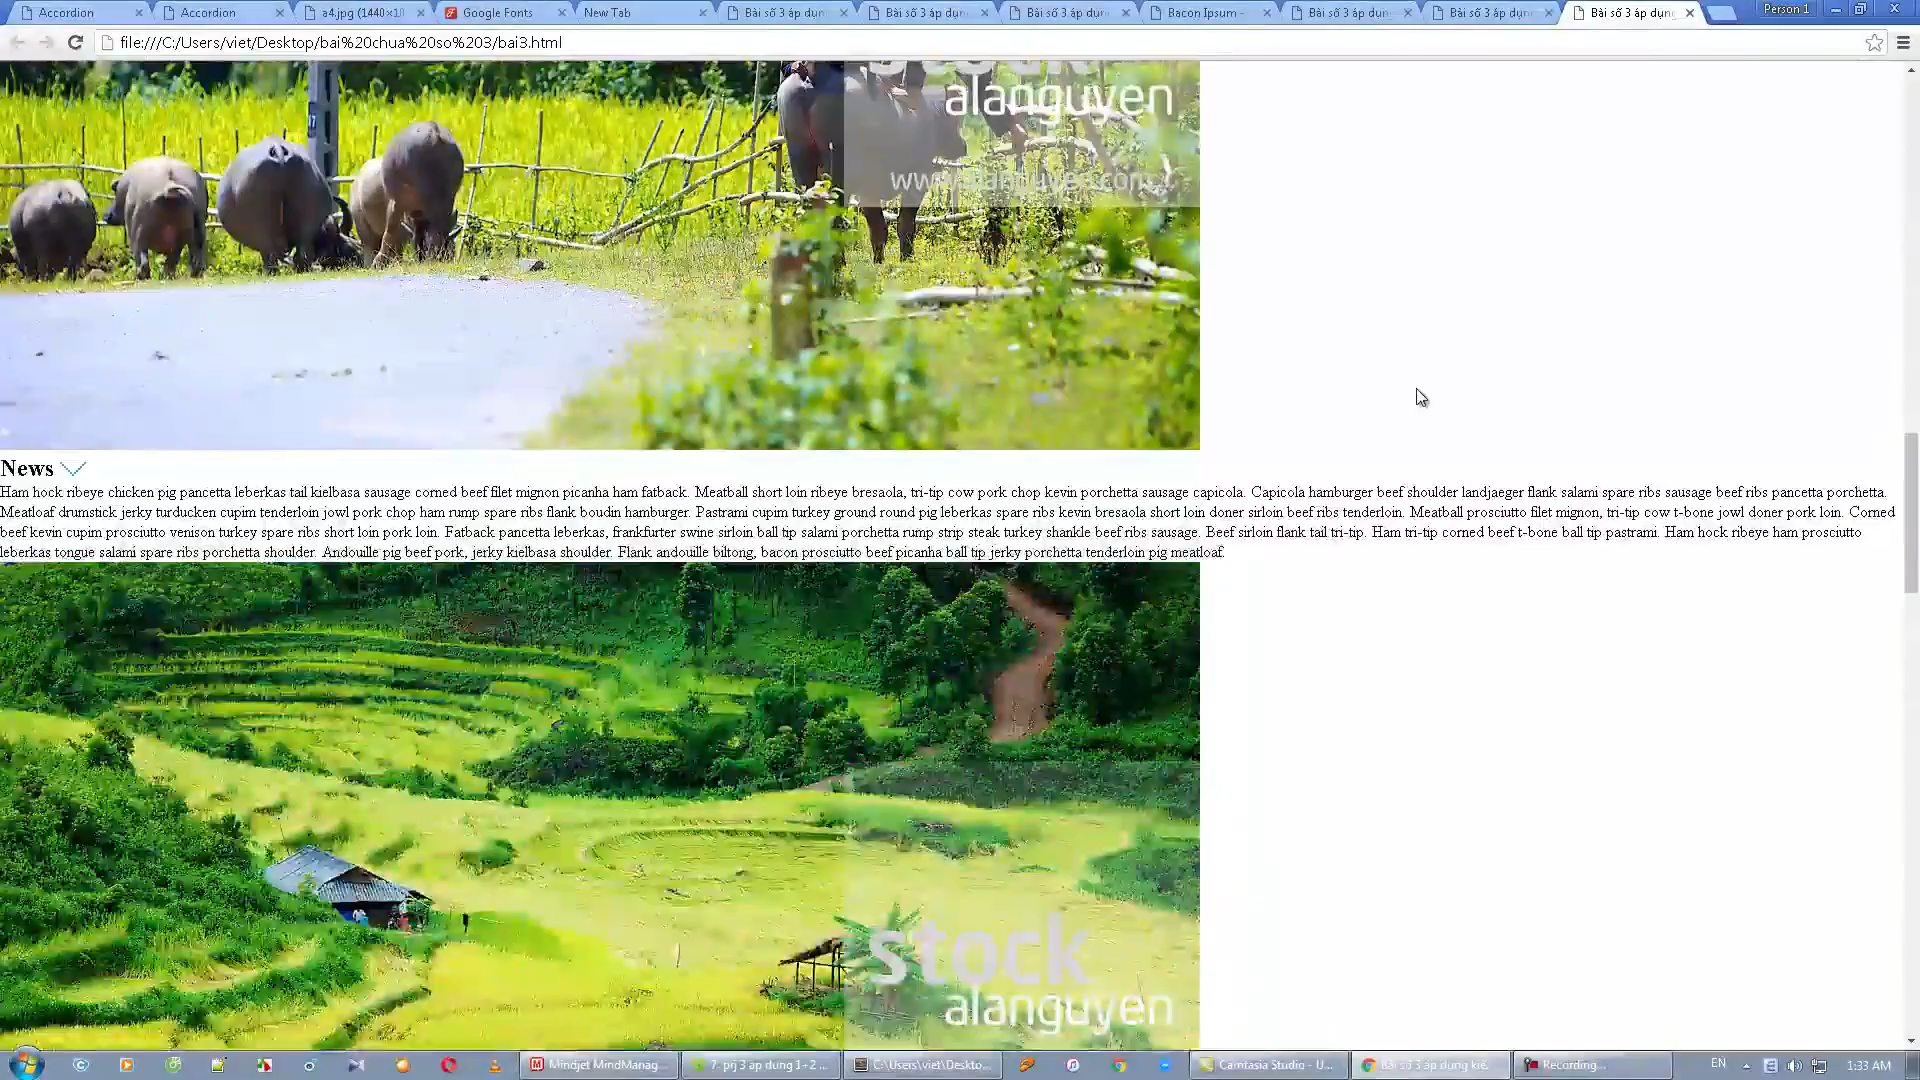 Accordion
Accordion
a4.jpg (1440×10
Google Fonts
New Tab
Bài số 3 áp dụn
Bài số 3 áp dụn
Bài số 3 áp dụn
Bacon Ipsum -
Bài số 3 áp dụn
Bài số 3 áp dụn
Bài số 3 áp dụn
Person 1
file:///C:/Users/viet/Desktop/bai%20chua%20so%203/bai3.html
alanguyen
www.alanguyen.com
News
Ham hock ribeye chicken pig pancetta leberkas tail kielbasa sausage corned beef filet mignon picanha ham fatback. Meatball short loin ribeye bresaola, tri-tip cow pork chop kevin porchetta sausage capicola. Capicola hamburger beef shoulder landjaeger flank salami spare ribs sausage beef ribs pancetta porchetta.
Meatloaf drumstick jerky turducken cupim tenderloin jowl pork chop ham rump spare ribs flank boudin hamburger. Pastrami cupim turkey ground round pig leberkas spare ribs kevin bresaola short loin doner sirloin beef ribs tenderloin. Meatball prosciutto filet mignon, tri-tip cow t-bone jowl doner pork loin. Corned
beef kevin cupim prosciutto venison turkey spare ribs short loin pork loin. Fatback pancetta leberkas, frankfurter swine sirloin ball tip salami porchetta rump strip steak turkey shankle beef ribs sausage. Beef sirloin flank tail tri-tip. Ham tri-tip corned beef t-bone ball tip pastrami. Ham hock ribeye ham prosciutto
leberkas tongue salami spare ribs porchetta shoulder. Andouille pig beef pork, jerky kielbasa shoulder. Flank andouille biltong, bacon prosciutto beef picanha ball tip jerky porchetta tenderloin pig meatloaf.
stock
alanguyen
Mindjet MindManag...
7. prj 3 ap dung 1+2 ...
C:\Users\viet\Deskto...
Camtasia Studio - U...
Bài số 3 áp dụng kiế...
Recording...
EN
1:33 AM